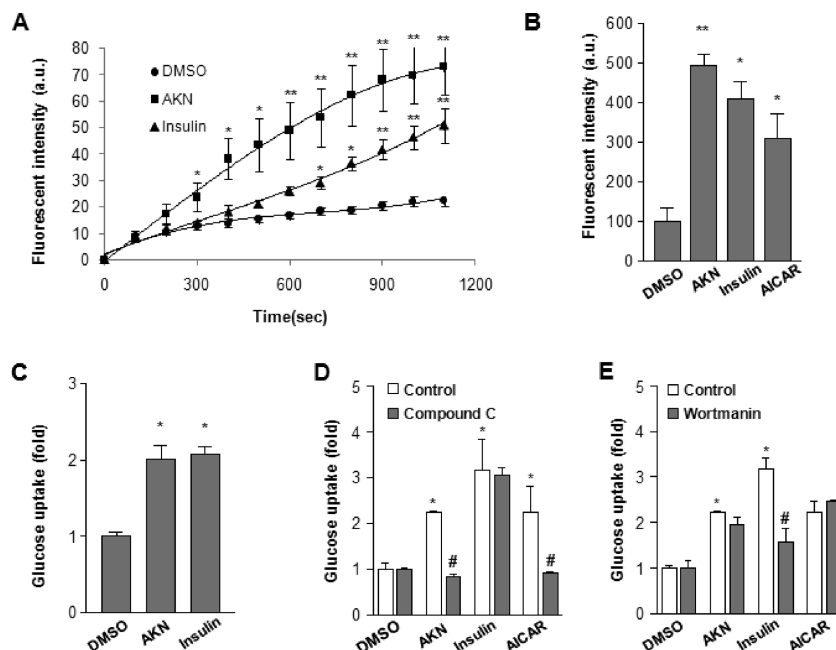 A
Fluorescent intensity (a.u.)
80
70
60
50
40
30
20
10
0
DMSO
AKN
Insulin
* * * ** ** ** ** ** **
* * ** ** **
0 300 600 900 1200
Time(sec)
B
Fluorescent intensity (a.u.)
600
500
400
300
200
100
0
** * *
DMSO AKN Insulin AICAR
C
Glucose uptake (fold)
3
2
1
0
* *
DMSO AKN Insulin
D
Glucose uptake (fold)
5
4
3
2
1
0
Control
Compound C
* # * * #
DMSO AKN Insulin AICAR
E
Glucose uptake (fold)
5
4
3
2
1
0
Control
Wortmanin
* * #
DMSO AKN Insulin AICAR